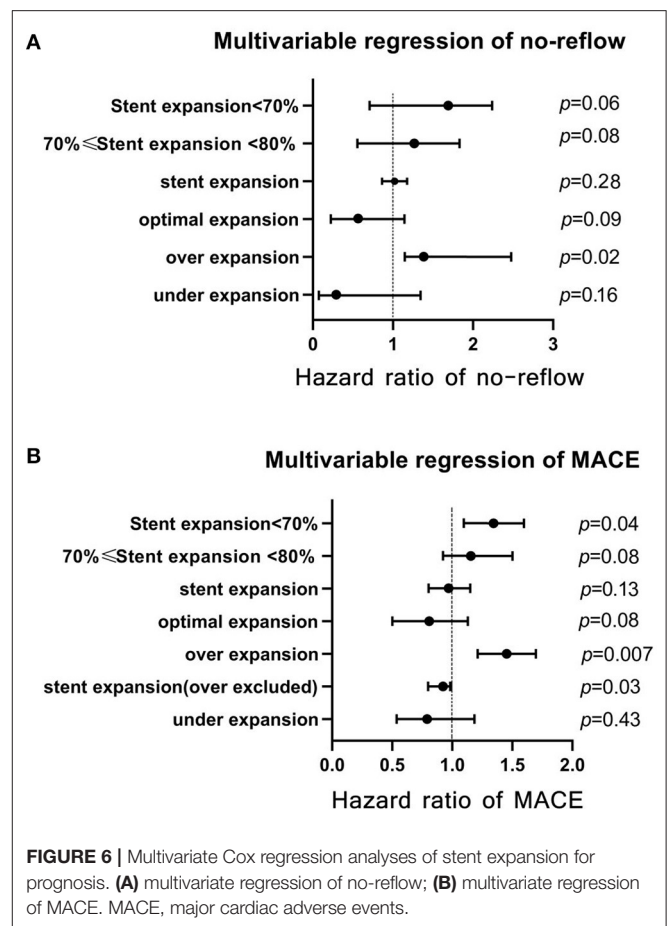 A
Multivariable regression of no-reflow
Stent expansion<70%
p=0.06
70%⩽Stent expansion <80%
p=0.08
stent expansion
p=0.28
optimal expansion
p=0.09
over expansion
p=0.02
under expansion
p=0.16
0 1 2 3
Hazard ratio of no−reflow
B
Multivariable regression of MACE
Stent expansion<70%
p=0.04
70%⩽Stent expansion <80%
p=0.08
stent expansion
p=0.13
optimal expansion
p=0.08
over expansion
p=0.007
stent expansion(over excluded)
p=0.03
under expansion
p=0.43
0.0 0.5 1.0 1.5 2.0
Hazard ratio of MACE
FIGURE 6 | Multivariate Cox regression analyses of stent expansion for
prognosis. (A) multivariate regression of no-reflow; (B) multivariate regression
of MACE. MACE, major cardiac adverse events.